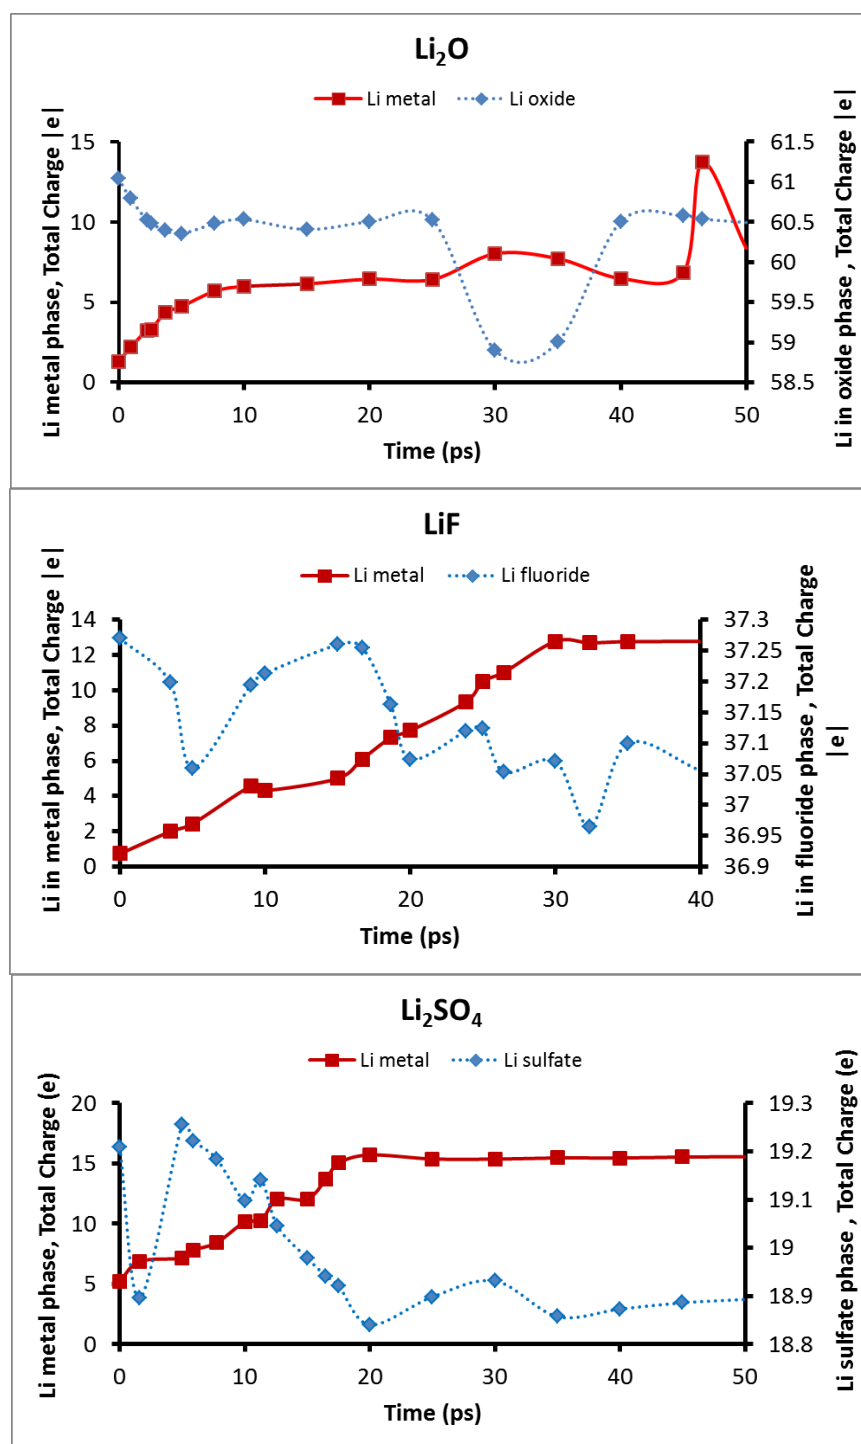 Li₂O
Li metal
Li oxide
Li metal phase, Total Charge |e|
15
10
5
0
61.5
61
60.5
60
59.5
59
58.5
Li in oxide phase , Total Charge |e|
0 10 20 30 40 50
Time (ps)
LiF
Li metal
Li fluoride
Li in metal phase, Total Charge |e|
14
12
10
8
6
4
2
0
37.3
37.25
37.2
37.15
37.1
37.05
37
36.95
36.9
Li in fluoride phase , Total Charge
|e|
0 10 20 30 40
Time (ps)
Li₂SO₄
Li metal
Li sulfate
Li metal phase, Total Charge (e)
20
15
10
5
0
19.3
19.2
19.1
19
18.9
18.8
Li sulfate phase , Total Charge (e)
0 10 20 30 40 50
Time (ps)